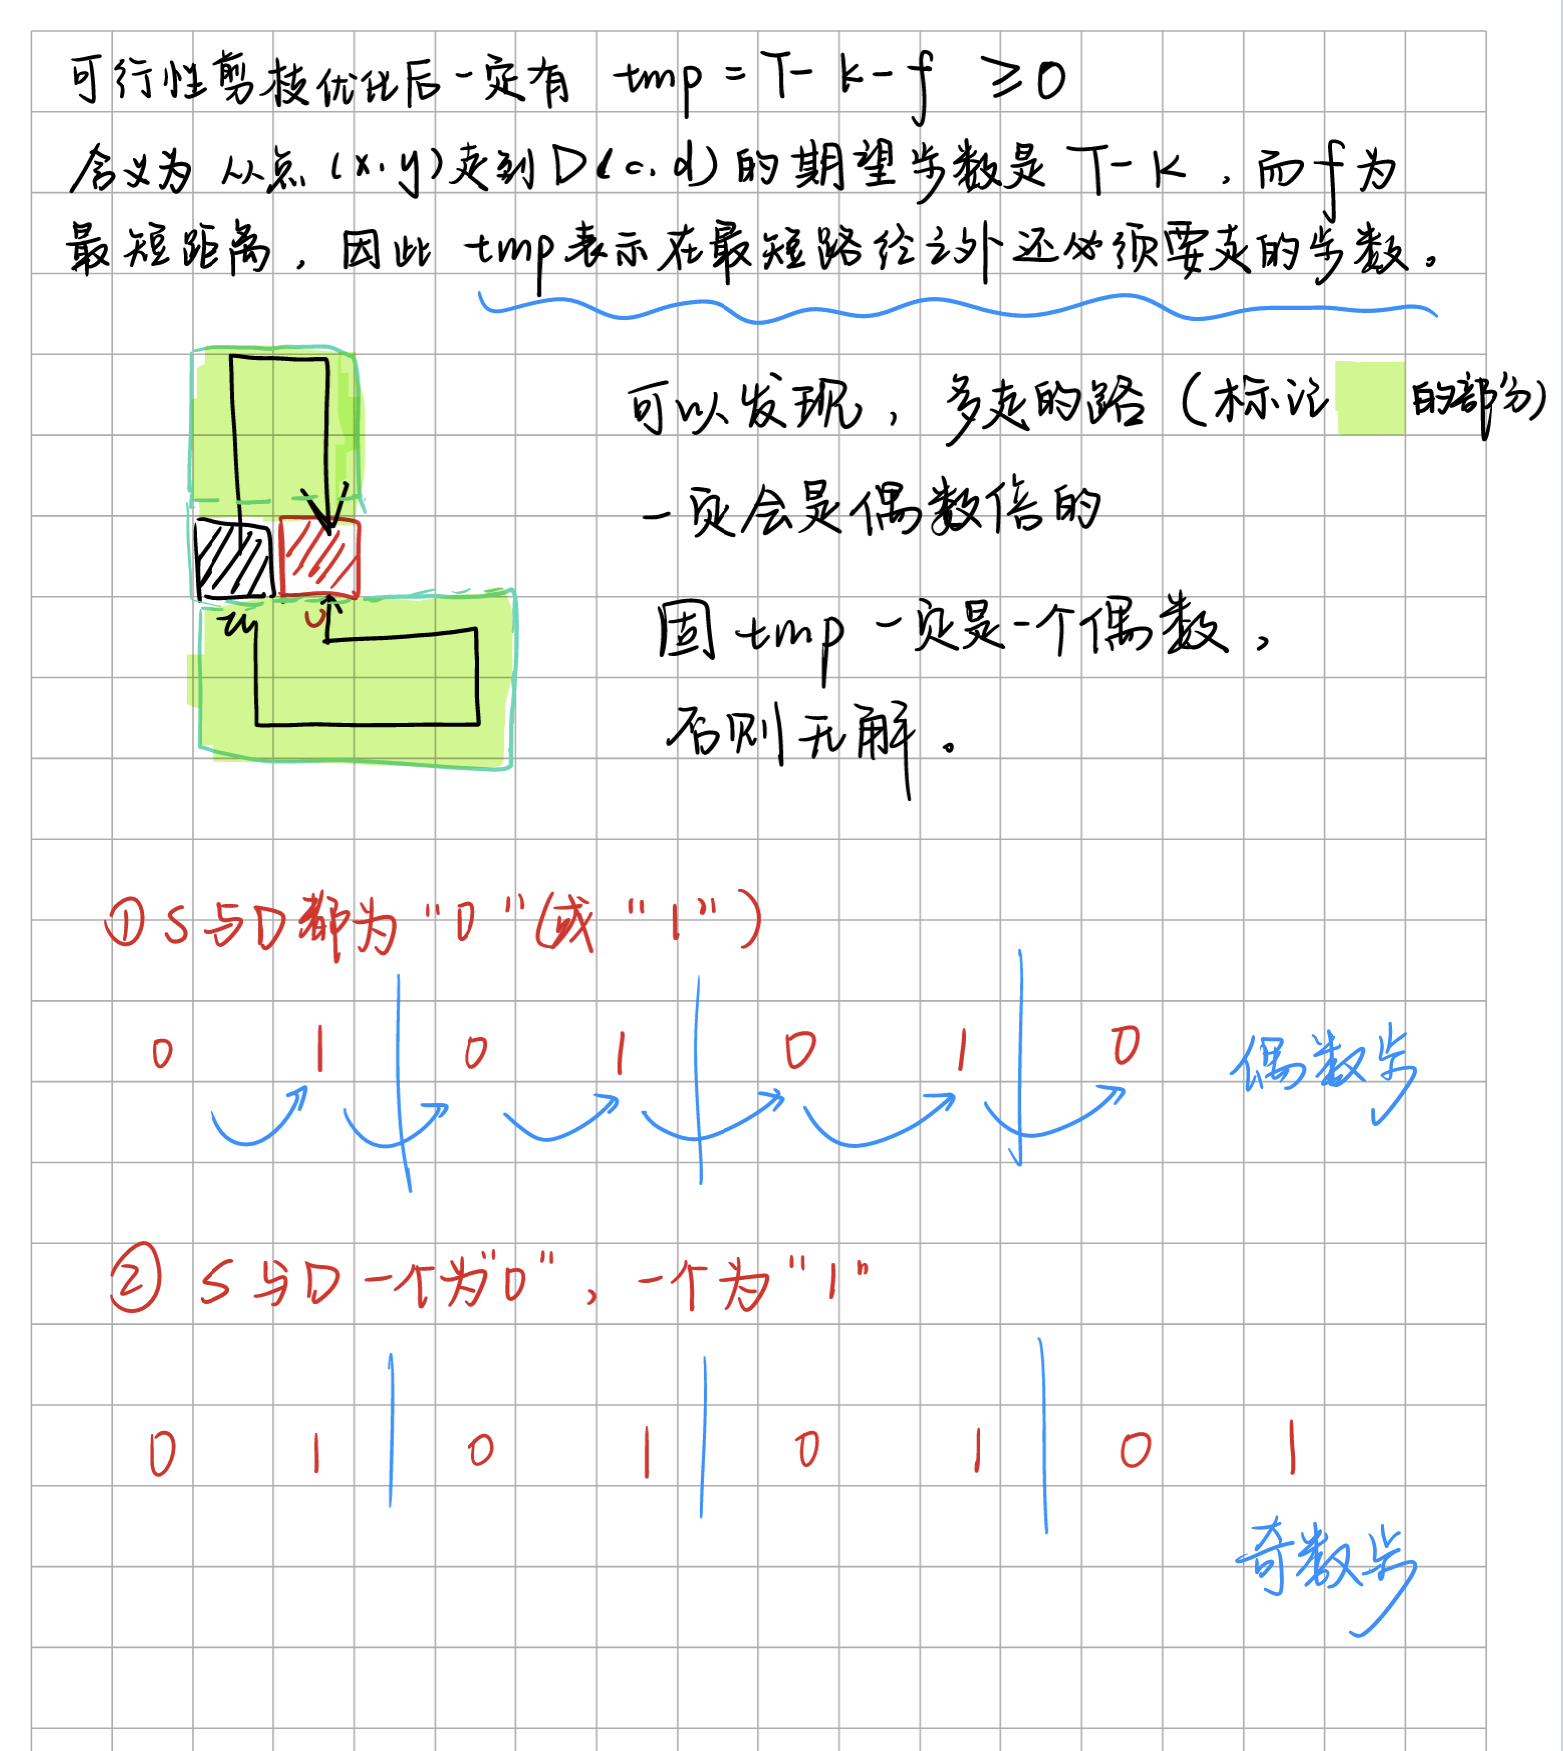 可行性剪枝优化后一定有 tmp = T - k - f ≥ 0
含义为 从点 (x,y) 走到 D(c,d) 的期望步数是 T - k，而 f 为
最短距离，因此 tmp 表示在最短路径之外还必须要走的步数。
可以发现，多走的路（标记 的部分）
一定会是偶数倍的
固 tmp 一定是一个偶数，
否则无解。
① S 与 D 都为 "0" (或 "1")
0 1 0 1 0 1 0 偶数步
② S 与 D 一个为 "0"，一个为 "1"
0 1 0 1 0 1 0 1
奇数步